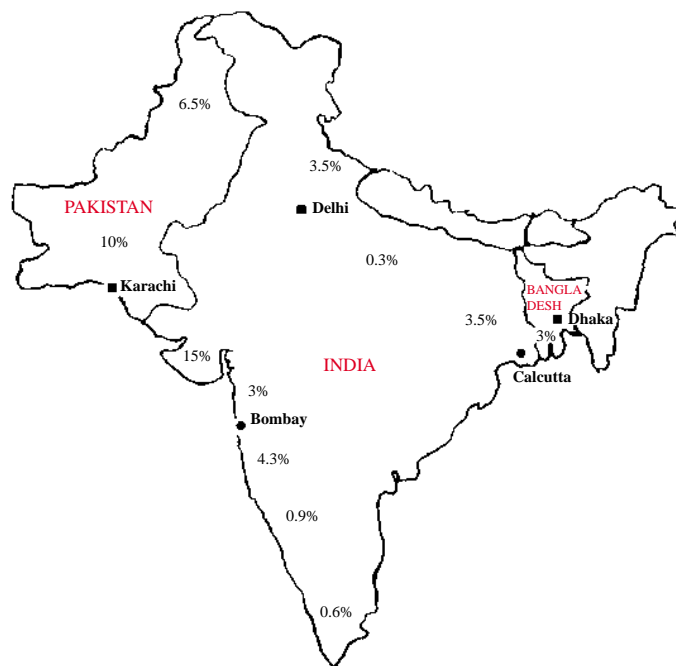 6.5%
3.5%
PAKISTAN
Delhi
10%
0.3%
Karachi
BANGLA
DESH
3.5%
Dhaka
3%
15%
INDIA
Calcutta
3%
Bombay
4.3%
0.9%
0.6%